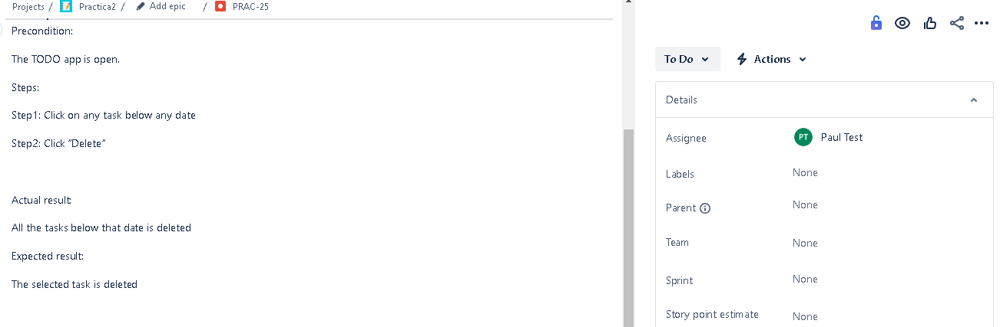 Projects / Practica2 / Add epic / PRAC-25
Precondition:
The TODO app is open.
Steps:
Step1: Click on any task below any date
Step2: Click "Delete"
Actual result:
All the tasks below that date is deleted
Expected result:
The selected task is deleted
To Do Actions
Details
Assignee PT Paul Test
Labels None
Parent None
Team None
Sprint None
Story point estimate None